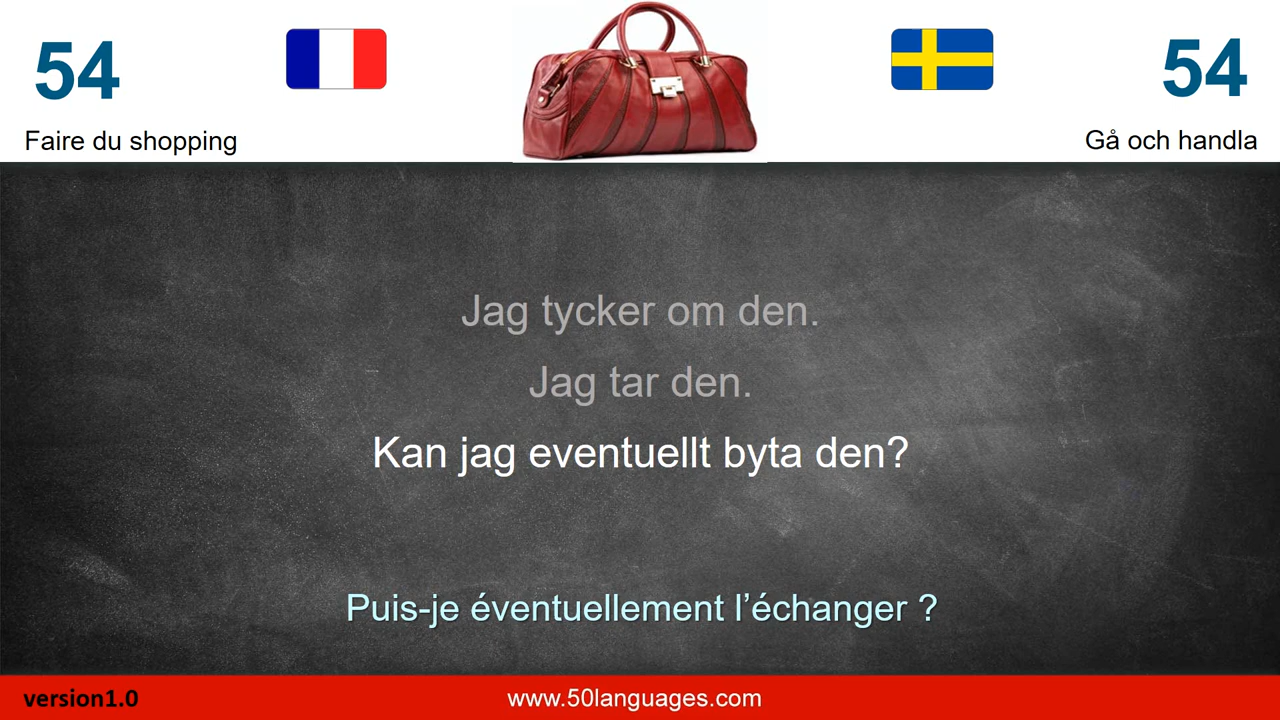 54
54
Faire du shopping
Gå och handla
Jag tycker om den.
Jag tar den.
Kan jag eventuellt byta den?
Puis-je éventuellement l’échanger ?
version1.0
www.50languages.com